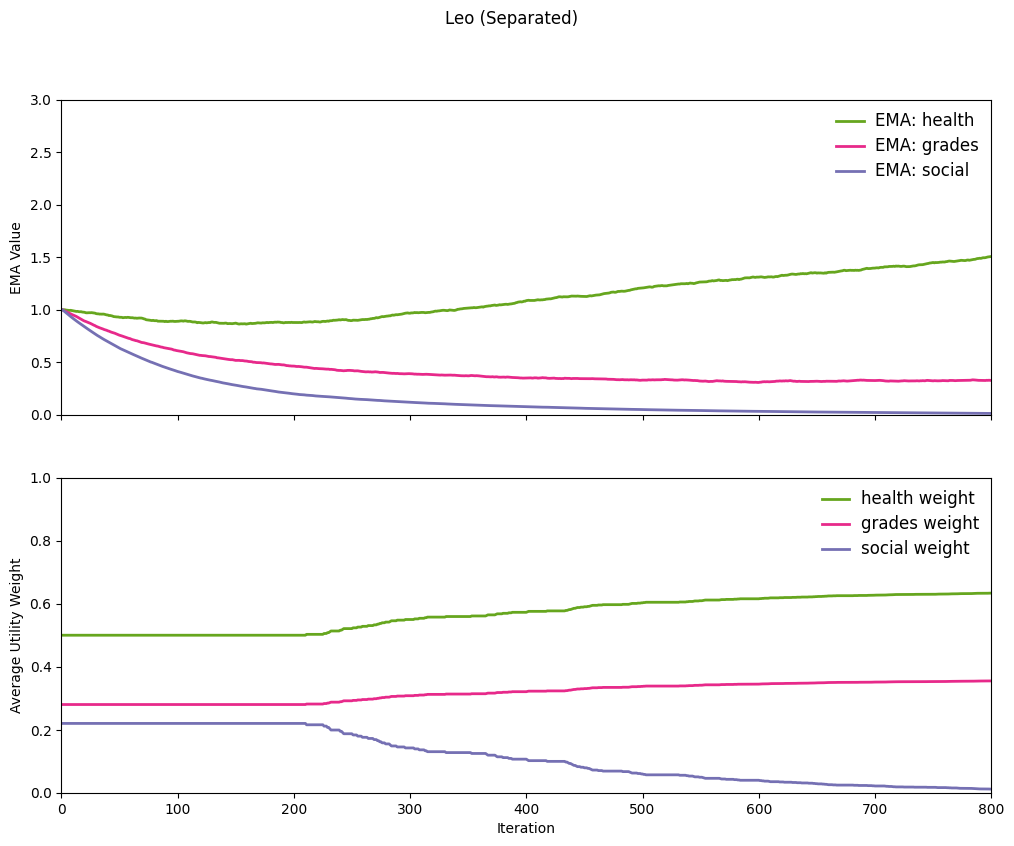 Leo (Separated)
3.0
2.5
2.0
1.5
1.0
0.5
0.0
EMA Value
EMA: health
EMA: grades
EMA: social
1.0
0.8
0.6
0.4
0.2
0.0
Average Utility Weight
health weight
grades weight
social weight
0 100 200 300 400 500 600 700 800
Iteration